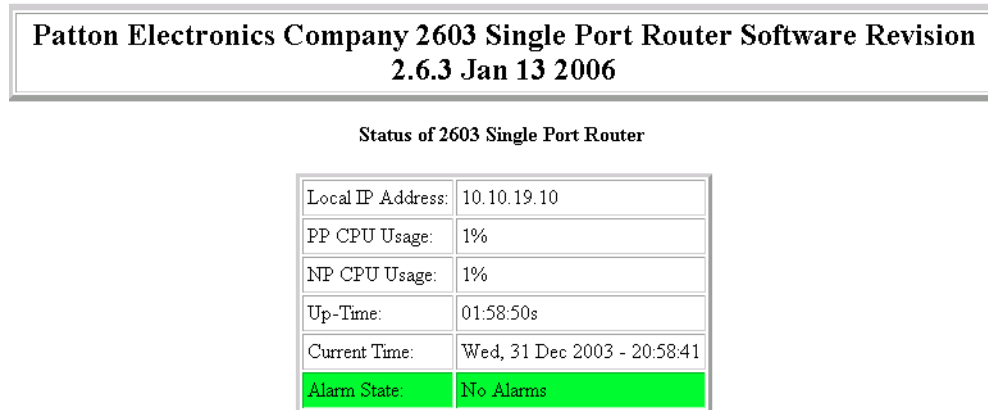 Patton Electronics Company 2603 Single Port Router Software Revision
2.6.3 Jan 13 2006
Status of 2603 Single Port Router
Local IP Address: 10.10.19.10
PP CPU Usage: 1%
NP CPU Usage: 1%
Up-Time: 01:58:50s
Current Time: Wed, 31 Dec 2003 - 20:58:41
Alarm State: No Alarms